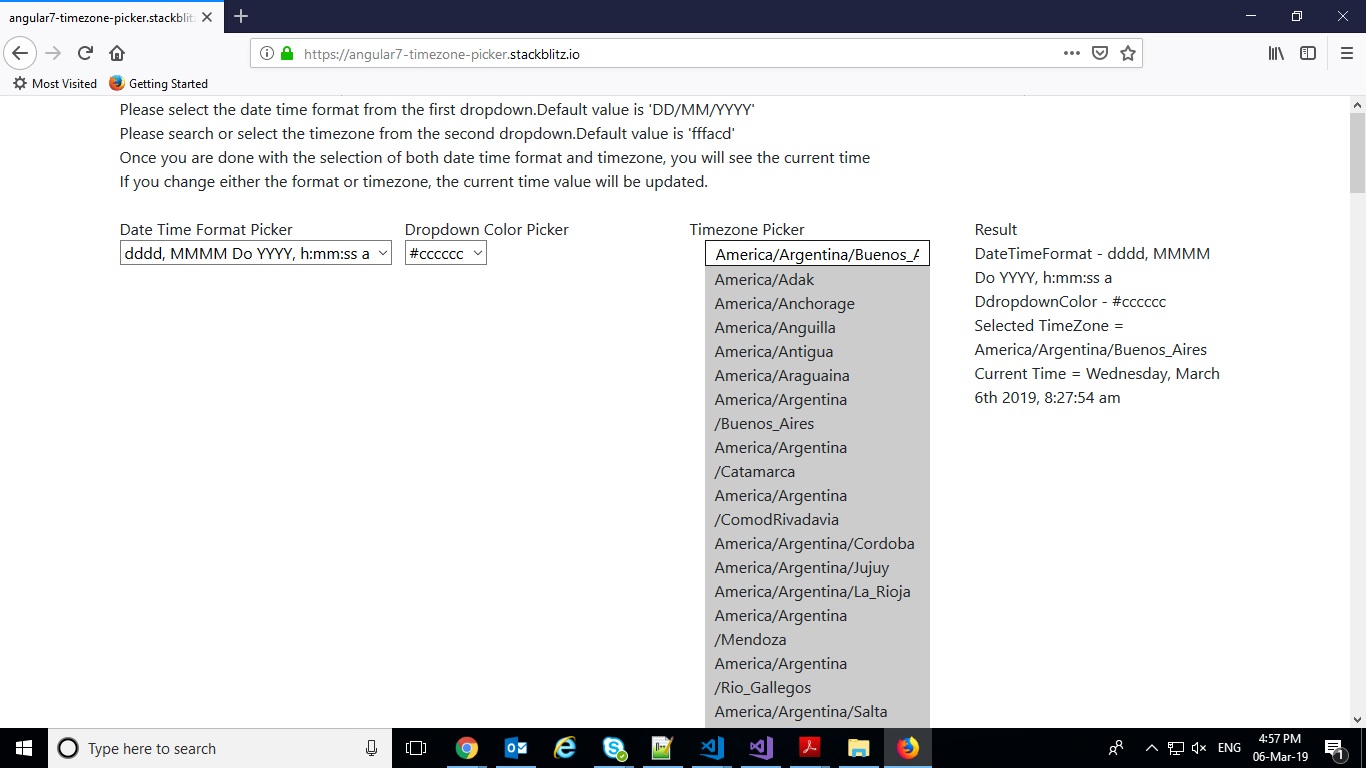 angular7-timezone-picker.stackblitz
https://angular7-timezone-picker.stackblitz.io
Most Visited
Getting Started
Please select the date time format from the first dropdown.Default value is 'DD/MM/YYYY'
Please search or select the timezone from the second dropdown.Default value is 'fffacd'
Once you are done with the selection of both date time format and timezone, you will see the current time
If you change either the format or timezone, the current time value will be updated.
Date Time Format Picker
dddd, MMMM Do YYYY, h:mm:ss a
Dropdown Color Picker
#cccccc
Timezone Picker
America/Argentina/Buenos_A
America/Adak
America/Anchorage
America/Anguilla
America/Antigua
America/Araguaina
America/Argentina
/Buenos_Aires
America/Argentina
/Catamarca
America/Argentina
/ComodRivadavia
America/Argentina/Cordoba
America/Argentina/Jujuy
America/Argentina/La_Rioja
America/Argentina
/Mendoza
America/Argentina
/Rio_Gallegos
America/Argentina/Salta
Result
DateTimeFormat - dddd, MMMM
Do YYYY, h:mm:ss a
DdropdownColor - #cccccc
Selected TimeZone =
America/Argentina/Buenos_Aires
Current Time = Wednesday, March
6th 2019, 8:27:54 am
Type here to search
ENG
4:57 PM
06-Mar-19
1